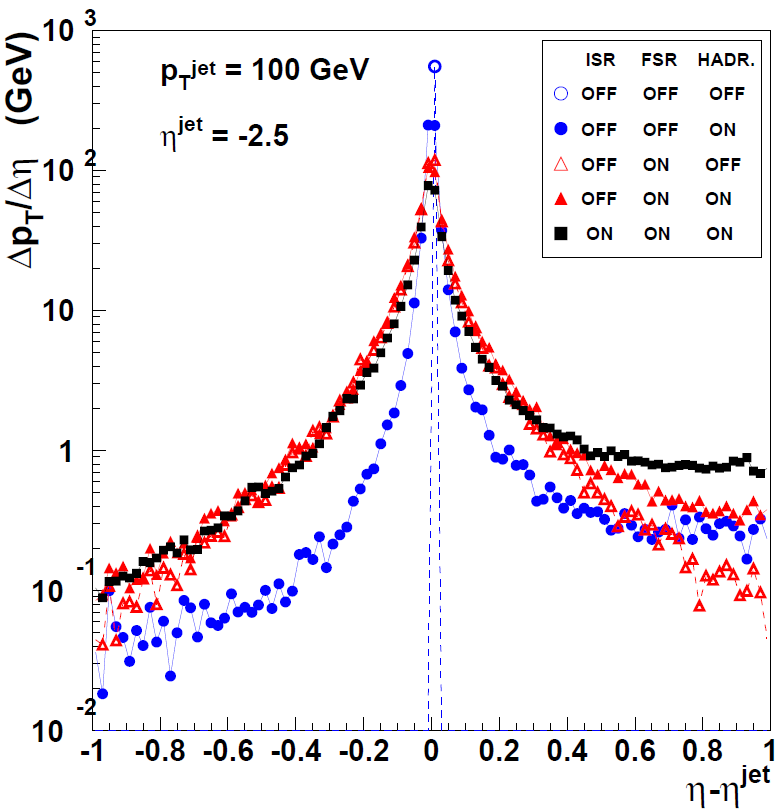 Δp_T/Δη (GeV)
10^3
10^2
10
1
10^-1
10^-2
p_T^jet = 100 GeV
η^jet = -2.5
ISR FSR HADR.
OFF OFF OFF
OFF OFF ON
OFF ON OFF
OFF ON ON
ON ON ON
-1 -0.8 -0.6 -0.4 -0.2 0 0.2 0.4 0.6 0.8 1
η-η^jet